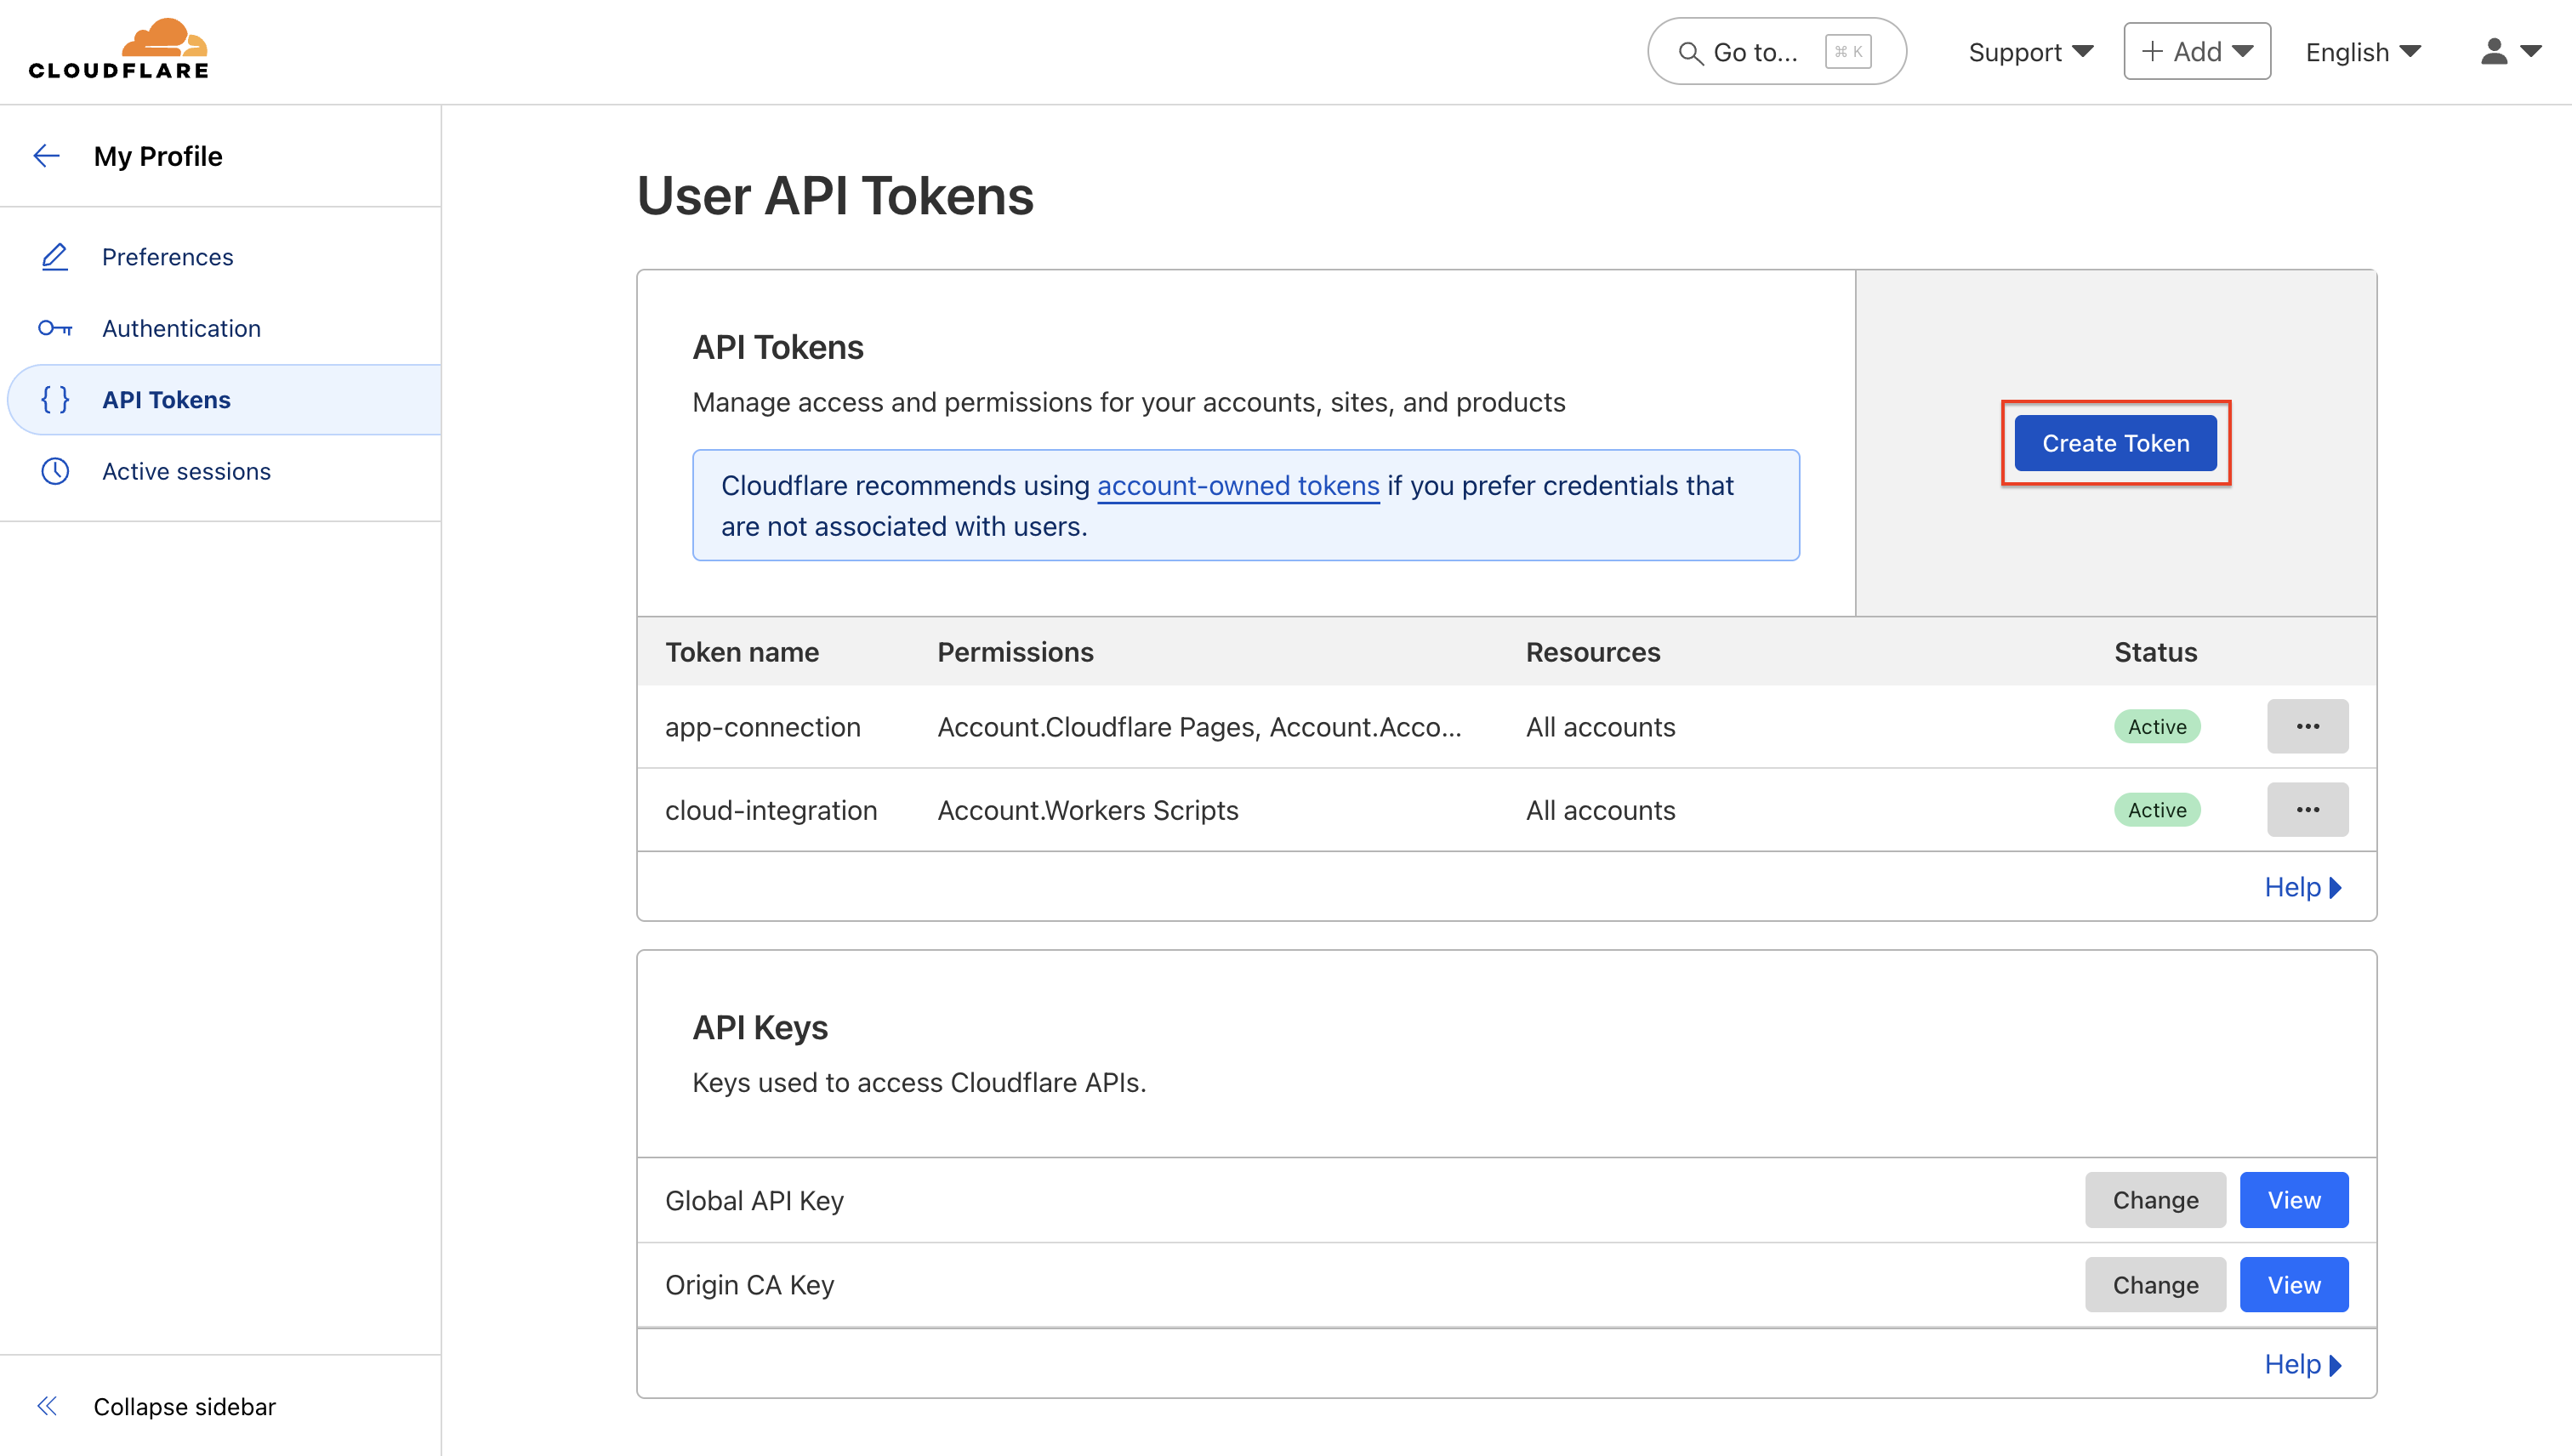 CLOUDFLARE
Go to...
⌘ K
Support
+ Add
English
My Profile
Preferences
Authentication
API Tokens
Active sessions
Collapse sidebar
User API Tokens
API Tokens
Manage access and permissions for your accounts, sites, and products
Cloudflare recommends using account-owned tokens if you prefer credentials that
are not associated with users.
Create Token
Token name Permissions Resources Status
app-connection Account.Cloudflare Pages, Account.Acco... All accounts Active ...
cloud-integration Account.Workers Scripts All accounts Active ...
Help
API Keys
Keys used to access Cloudflare APIs.
Global API Key Change View
Origin CA Key Change View
Help